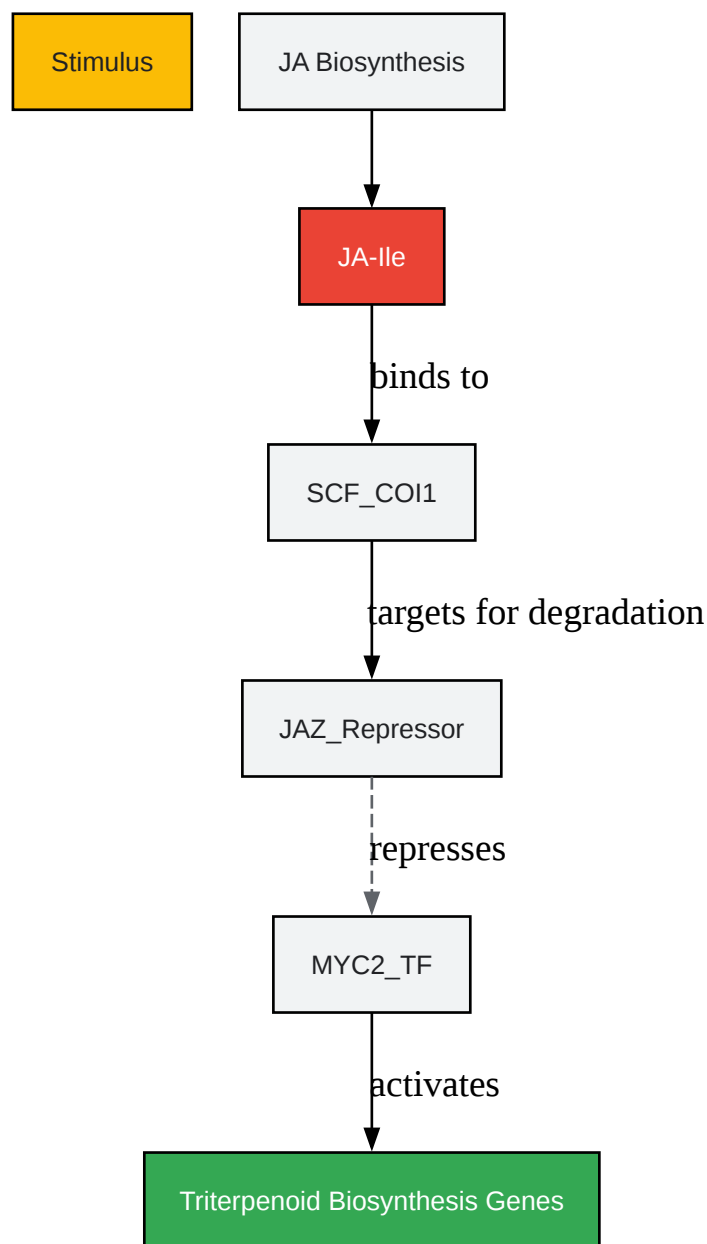 Stimulus
JA Biosynthesis
JA-Ile
binds to
SCF_COI1
targets for degradation
JAZ_Repressor
represses
MYC2_TF
activates
Triterpenoid Biosynthesis Genes